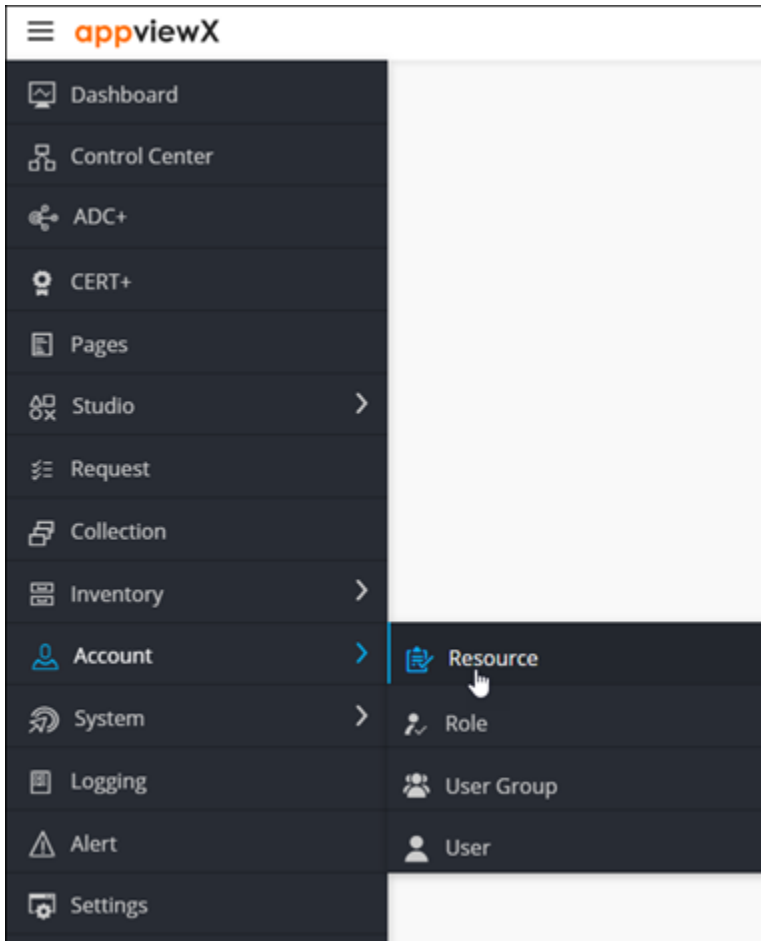 appviewX
Dashboard
Control Center
ADC+
CERT+
Pages
Studio
Request
Collection
Inventory
Account
Resource
System
Role
Logging
User Group
Alert
User
Settings